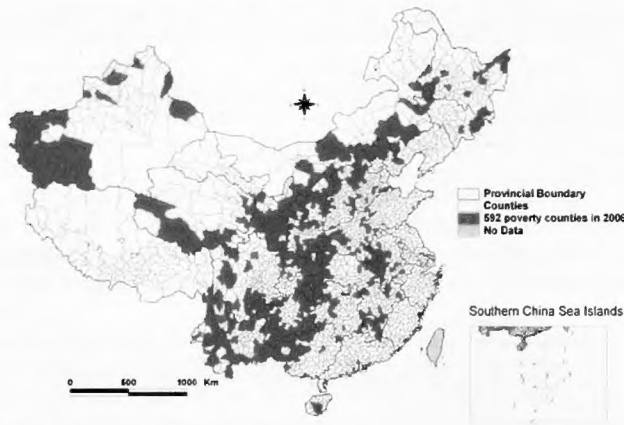 Provincial Boundary
Counties
592 poverty counties in 2006
No Data
Southern China Sea Islands
0 500 1000 Km